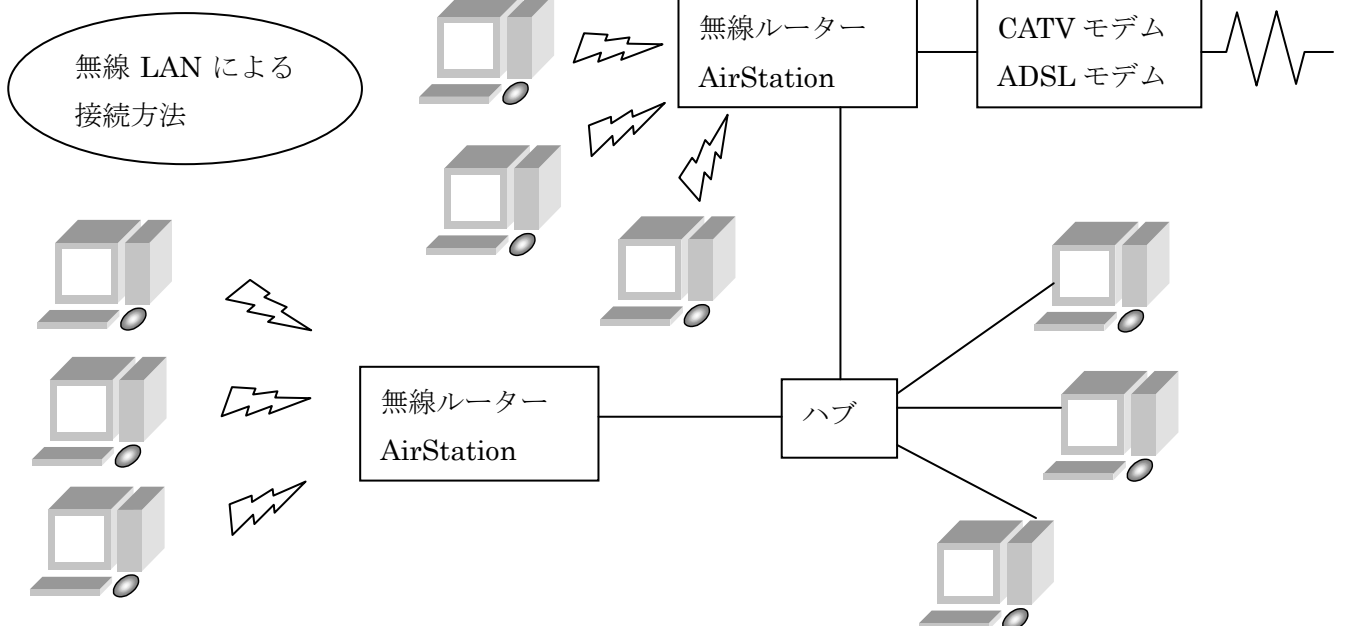 無線 LAN による
接続方法
無線ルーター
AirStation
CATV モデム
ADSL モデム
無線ルーター
AirStation
ハブ